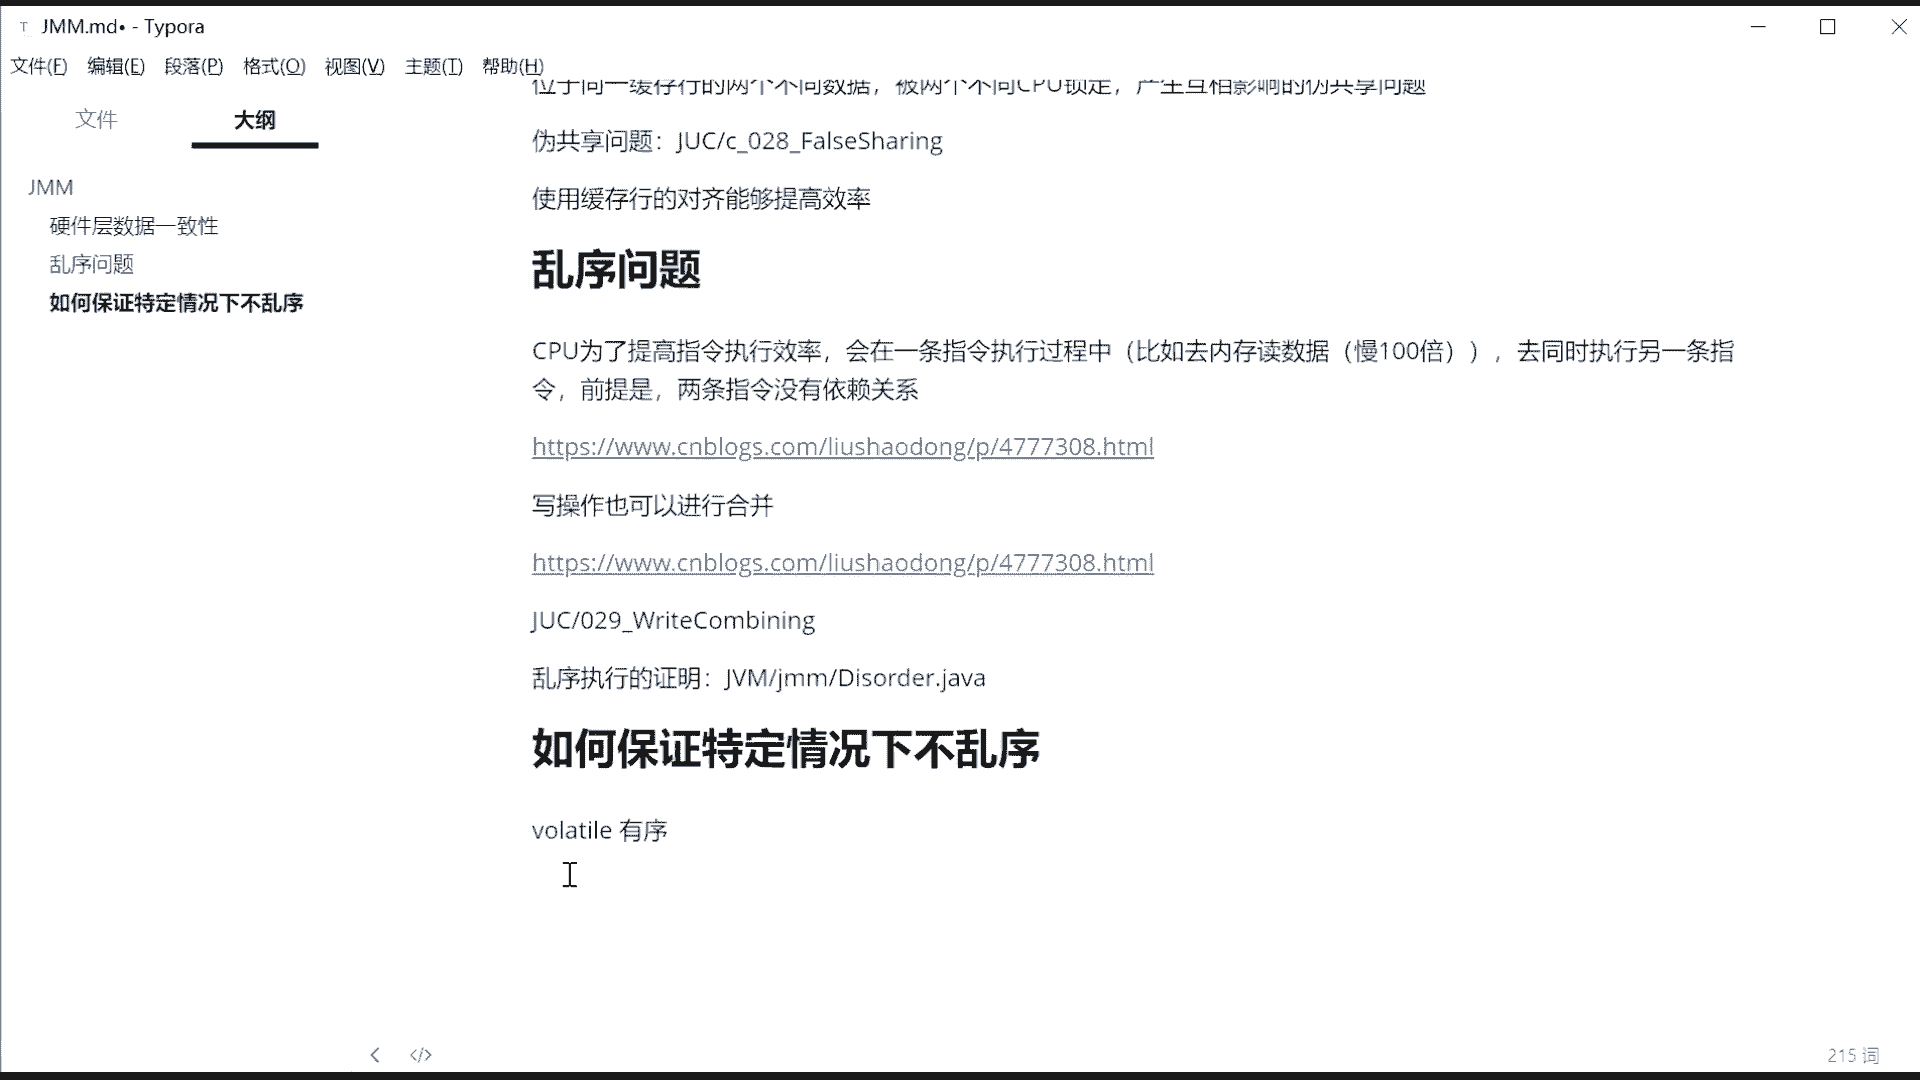 JMM.md• - Typora
文件(F) 编辑(E) 段落(P) 格式(O) 视图(V) 主题(T) 帮助(H)
文件 大纲
JMM
硬件层数据一致性
乱序问题
如何保证特定情况下不乱序
位于同一缓存行的两个不同数据，被两个不同CPU锁定，产生互相影响的伪共享问题
伪共享问题：JUC/c_028_FalseSharing
使用缓存行的对齐能够提高效率
乱序问题
CPU为了提高指令执行效率，会在一条指令执行过程中（比如去内存读数据（慢100倍）），去同时执行另一条指
令，前提是，两条指令没有依赖关系
https://www.cnblogs.com/liushaodong/p/4777308.html
写操作也可以进行合并
https://www.cnblogs.com/liushaodong/p/4777308.html
JUC/029_WriteCombining
乱序执行的证明：JVM/jmm/Disorder.java
如何保证特定情况下不乱序
volatile 有序
215 词